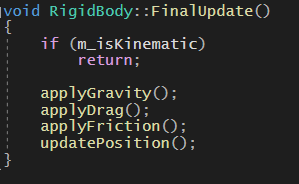 void RigidBody::FinalUpdate()
{
    if (m_isKinematic)
        return;

    applyGravity();
    applyDrag();
    applyFriction();
    updatePosition();
}